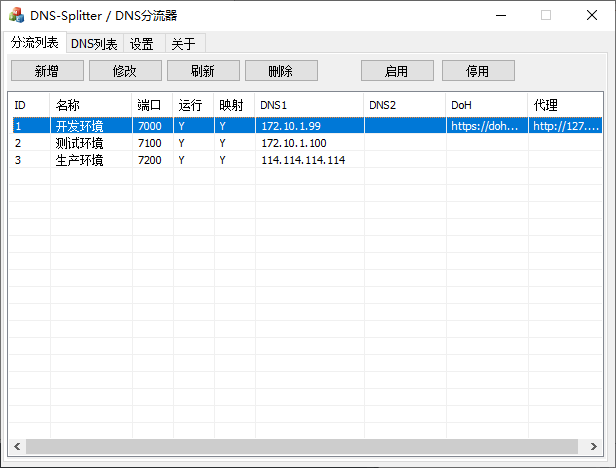 DNS-Splitter / DNS分流器
分流列表 DNS列表 设置 关于
新增 修改 刷新 删除 启用 停用
ID 名称 端口 运行 映射 DNS1 DNS2 DoH 代理
1 开发环境 7000 Y Y 172.10.1.99 https://doh... http://127....
2 测试环境 7100 Y Y 172.10.1.100
3 生产环境 7200 Y Y 114.114.114.114